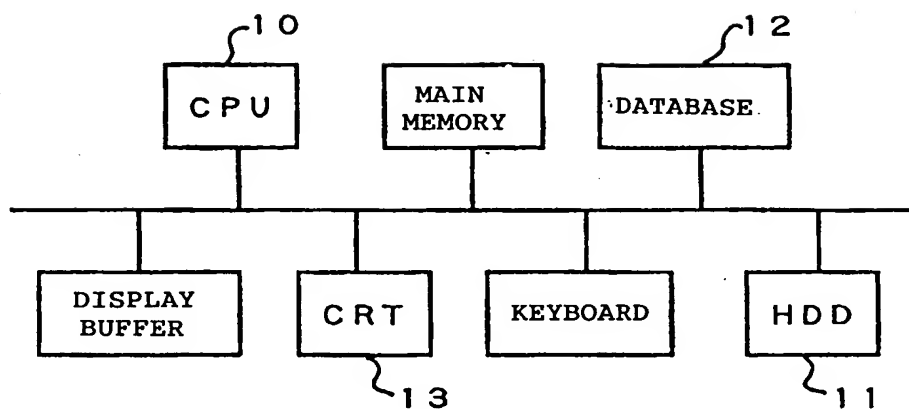 10
12
CPU
MAIN
MEMORY
DATABASE
DISPLAY
BUFFER
CRT
KEYBOARD
HDD
13
11